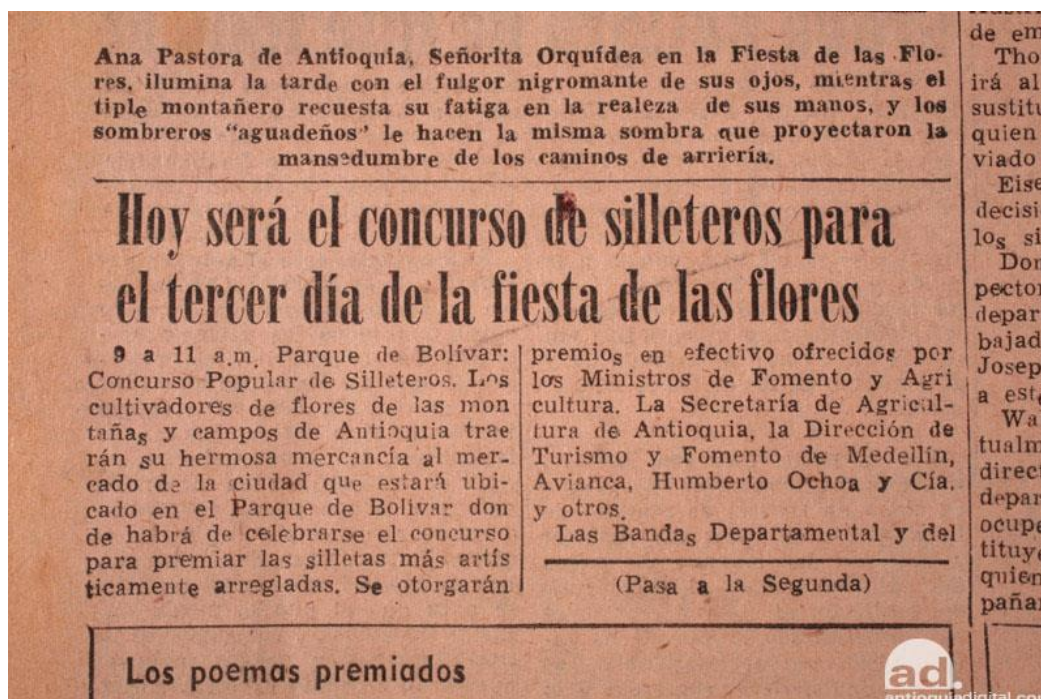 Ana Pastora de Antioquia, Señorita Orquídea en la Fiesta de las Flo-
res, ilumina la tarde con el fulgor nigromante de sus ojos, mientras el
tiple montañero recuesta su fatiga en la realeza de sus manos, y los
sombreros "aguadeños" le hacen la misma sombra que proyectaron la
mansedumbre de los caminos de arriería.
Hoy será el concurso de silleteros para
el tercer día de la fiesta de las flores
9 a 11 a.m. Parque de Bolívar:
Concurso Popular de Silleteros. Los
cultivadores de flores de las mon
tañas y campos de Antioquia trae
rán su hermosa mercancía al mer-
cado de la ciudad que estará ubi-
cado en el Parque de Bolívar don
de habrá de celebrarse el concurso
para premiar las silletas más artís
ticamente arregladas. Se otorgarán
premios en efectivo ofrecidos por
los Ministros de Fomento y Agri
cultura. La Secretaría de Agricul-
tura de Antioquia, la Dirección de
Turismo y Fomento de Medellín,
Avianca, Humberto Ochoa y Cía.
y otros.
Las Bandas Departamental y del
(Pasa a la Segunda)
Los poemas premiados
de em
Tho
irá al
sustitu
quien
viado
Eise
decisi
los si
Dor
pector
depar
bajad
Josep
a est
Wa
tualm
direct
depar
ocupe
tituye
quien
pañar
ad.
antioquiadigital.com